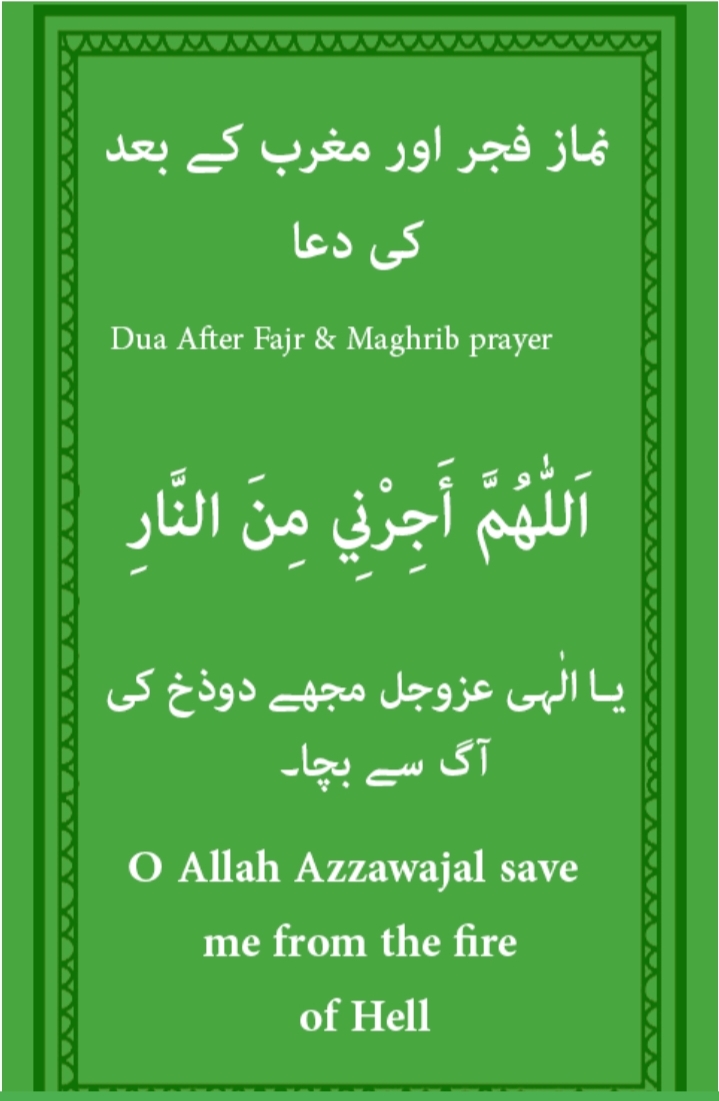 نماز فجر اور مغرب کے بعد
کی دعا
Dua After Fajr & Maghrib prayer
اَللّٰهُمَّ أَجِرْنِي مِنَ النَّارِ
یا الٰہی عزوجل مجھے دوذخ کی
آگ سے بچا۔
O Allah Azzawajal save
me from the fire
of Hell